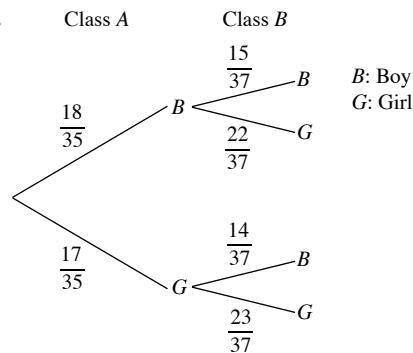 Class A Class B
15/37
B B: Boy
G: Girl
18/35
B
22/37
G
17/35
14/37
B
G
23/37
G